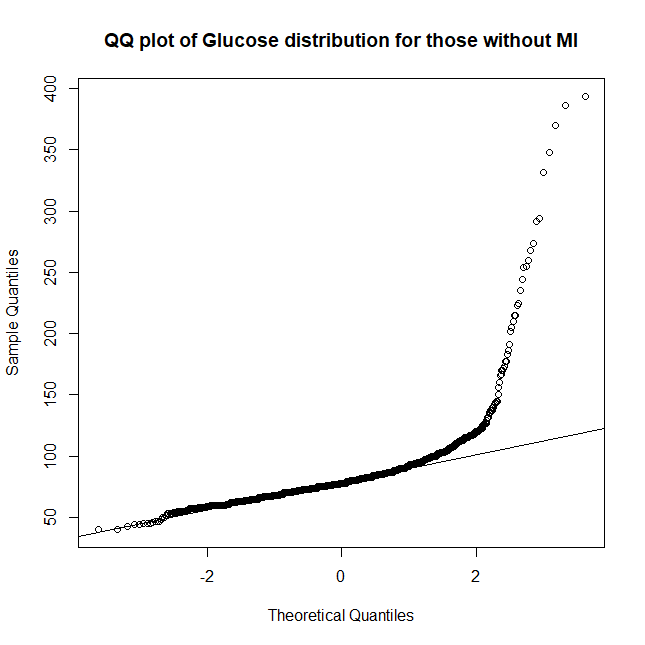 QQ plot of Glucose distribution for those without MI
400
350
300
250
200
150
100
50
Sample Quantiles
-2 0 2
Theoretical Quantiles